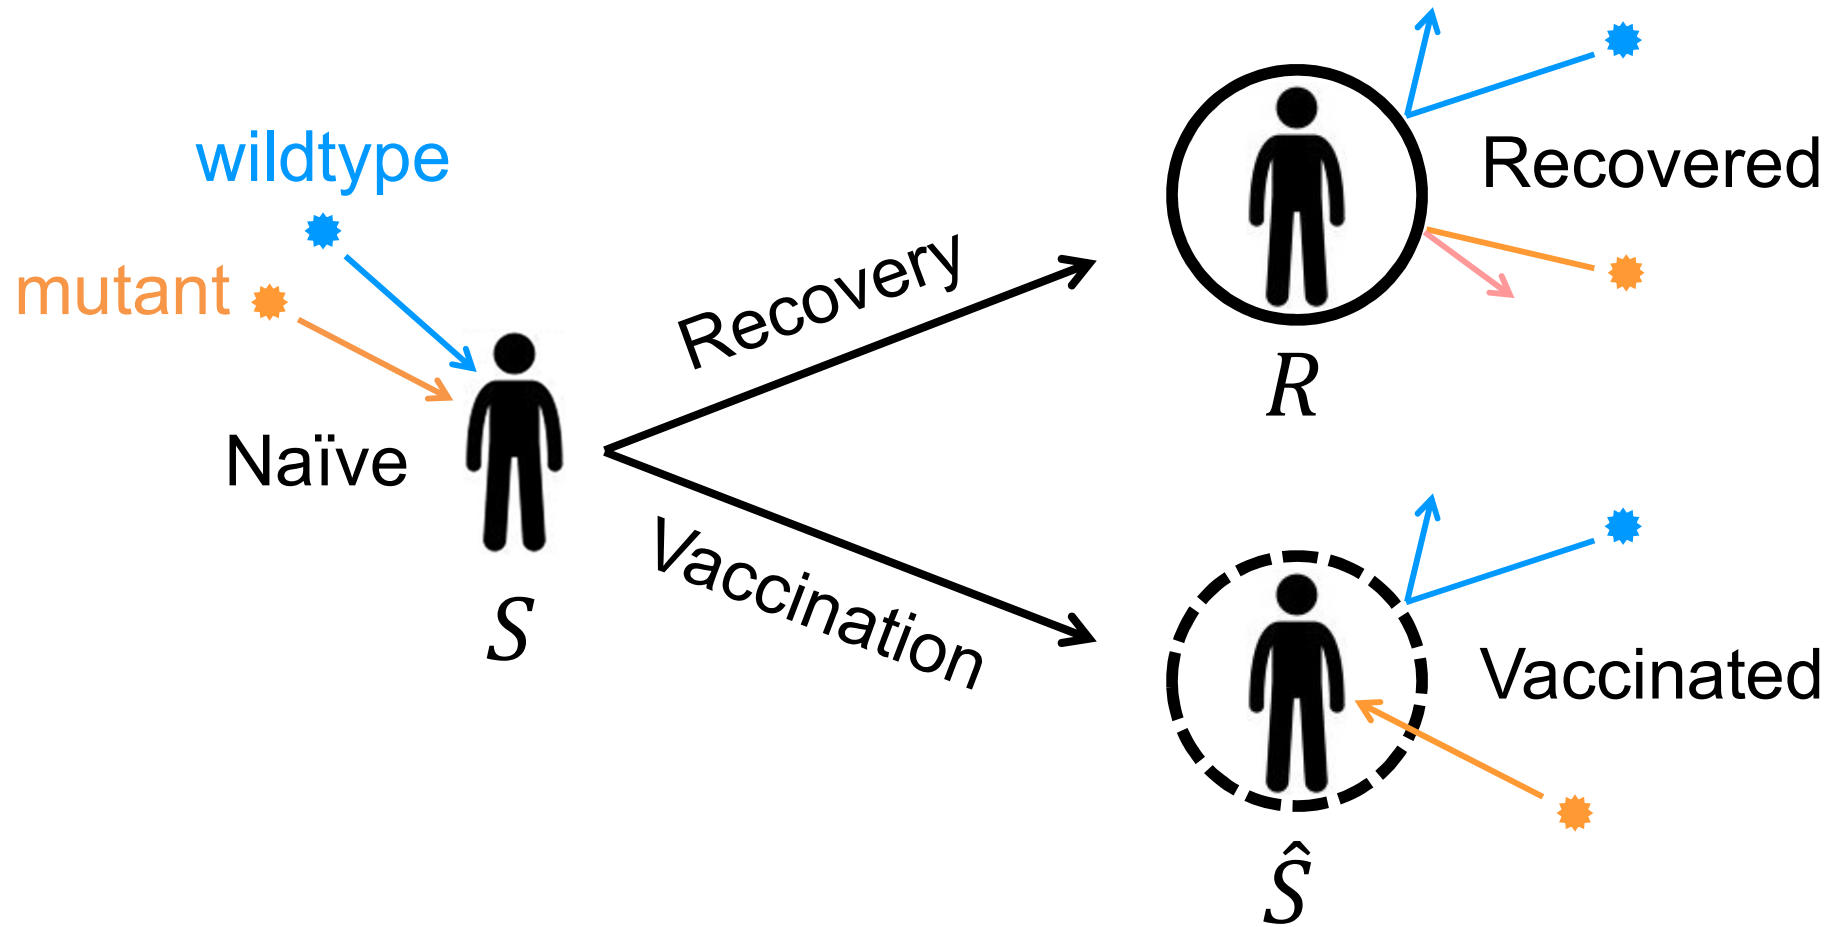 wildtype
mutant
Naïve
S
Recovery
Vaccination
Recovered
R
Vaccinated
Ŝ